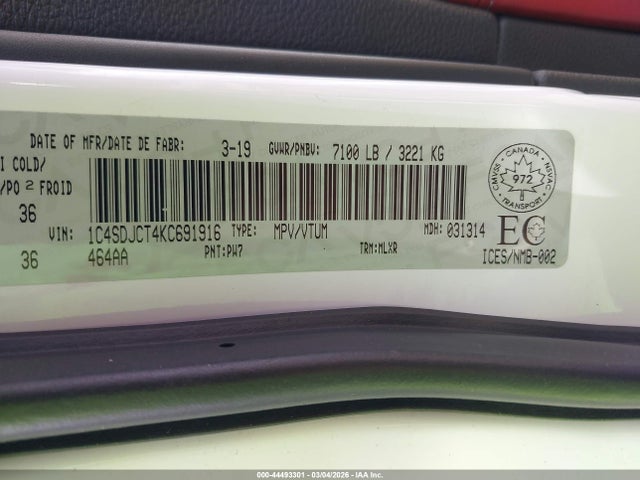 DATE OF MFR/DATE DE FABR: 3-19 GVWR/PNBV: 7100 LB / 3221 KG
I COLD/
/PO 2 FROID
36
VIN: 1C4SDJCT4KC691916 TYPE: MPV/VTUM MDH: 031314
36 464AA PNT:PW7 TRM:MLXR
CMVSS · CANADA · NSVAC
972
TRANSPORT
EC
ICES/NMB-002
000-44493301 - 03/04/2026 - IAA Inc.